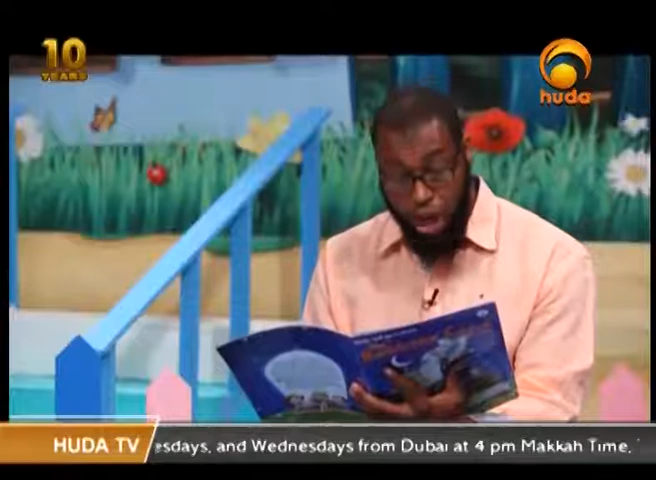 10
YEARS
huda
HUDA TV
esdays, and Wednesdays from Dubai at 4 pm Makkah Time,